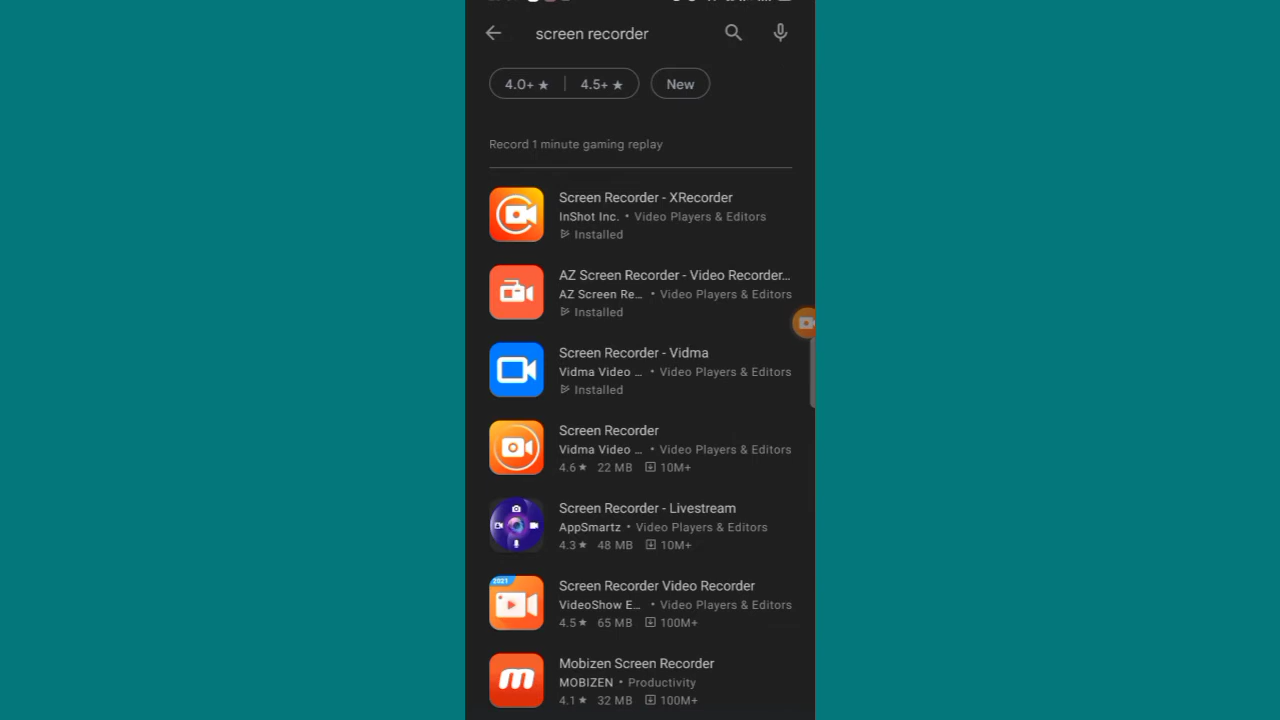 screen recorder
4.0+ ★ | 4.5+ ★ New
Record 1 minute gaming replay
Screen Recorder - XRecorder
InShot Inc. • Video Players & Editors
Installed
AZ Screen Recorder - Video Recorder...
AZ Screen Re... • Video Players & Editors
Installed
Screen Recorder - Vidma
Vidma Video ... • Video Players & Editors
Installed
Screen Recorder
Vidma Video ... • Video Players & Editors
4.6★ 22 MB 10M+
Screen Recorder - Livestream
AppSmartz • Video Players & Editors
4.3★ 48 MB 10M+
2021
Screen Recorder Video Recorder
VideoShow E... • Video Players & Editors
4.5★ 65 MB 100M+
m
Mobizen Screen Recorder
MOBIZEN • Productivity
4.1★ 32 MB 100M+